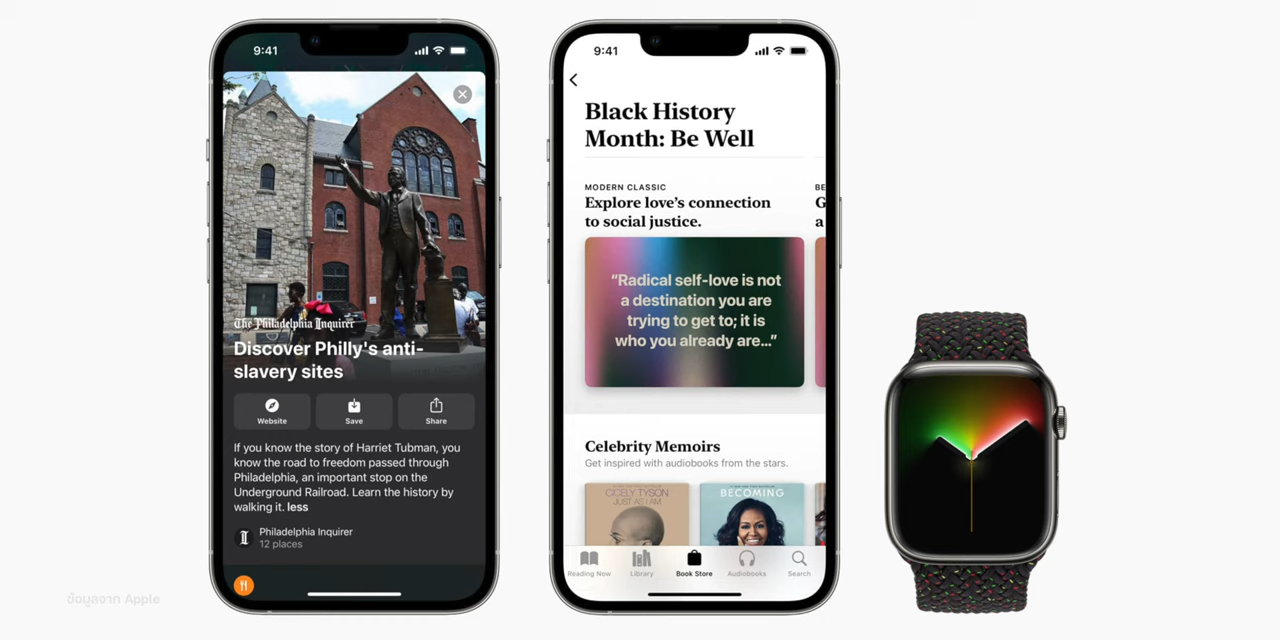 9:41
The Philadelphia Inquirer
Discover Philly's anti-
slavery sites
Website
Save
Share
If you know the story of Harriet Tubman, you
know the road to freedom passed through
Philadelphia, an important stop on the
Underground Railroad. Learn the history by
walking it. less
Philadelphia Inquirer
12 places
9:41
Black History
Month: Be Well
MODERN CLASSIC
Explore love's connection
to social justice.
BE
G
a
“Radical self-love is not
a destination you are
trying to get to; it is
who you already are...”
Celebrity Memoirs
Get inspired with audiobooks from the stars.
CICELY TYSON
JUST AS I AM
BECOMING
Reading Now
Library
Book Store
Audiobooks
Search
ข้อมูลจาก Apple